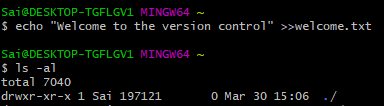 Sai@DESKTOP-TGFLGV1 MINGW64 ~
$ echo "Welcome to the version control" >>welcome.txt
Sai@DESKTOP-TGFLGV1 MINGW64 ~
$ ls -al
total 7040
drwxr-xr-x 1 Sai 197121 0 Mar 30 15:06 ./